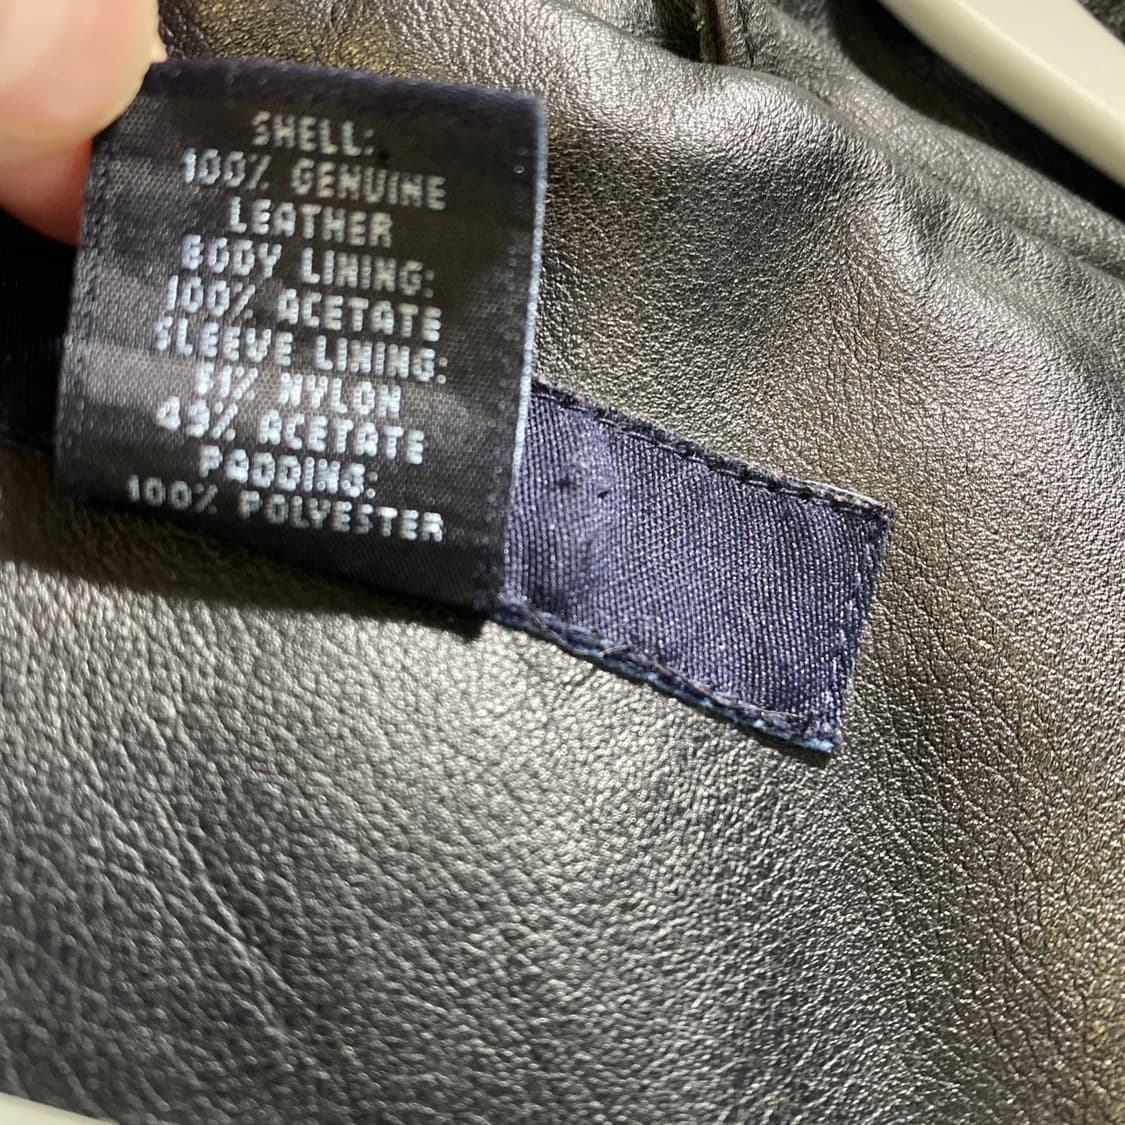 SHELL:
100% GENUINE
LEATHER
BODY LINING:
100% ACETATE
SLEEVE LINING:
51% NYLON
49% ACETATE
PADDING:
100% POLYESTER